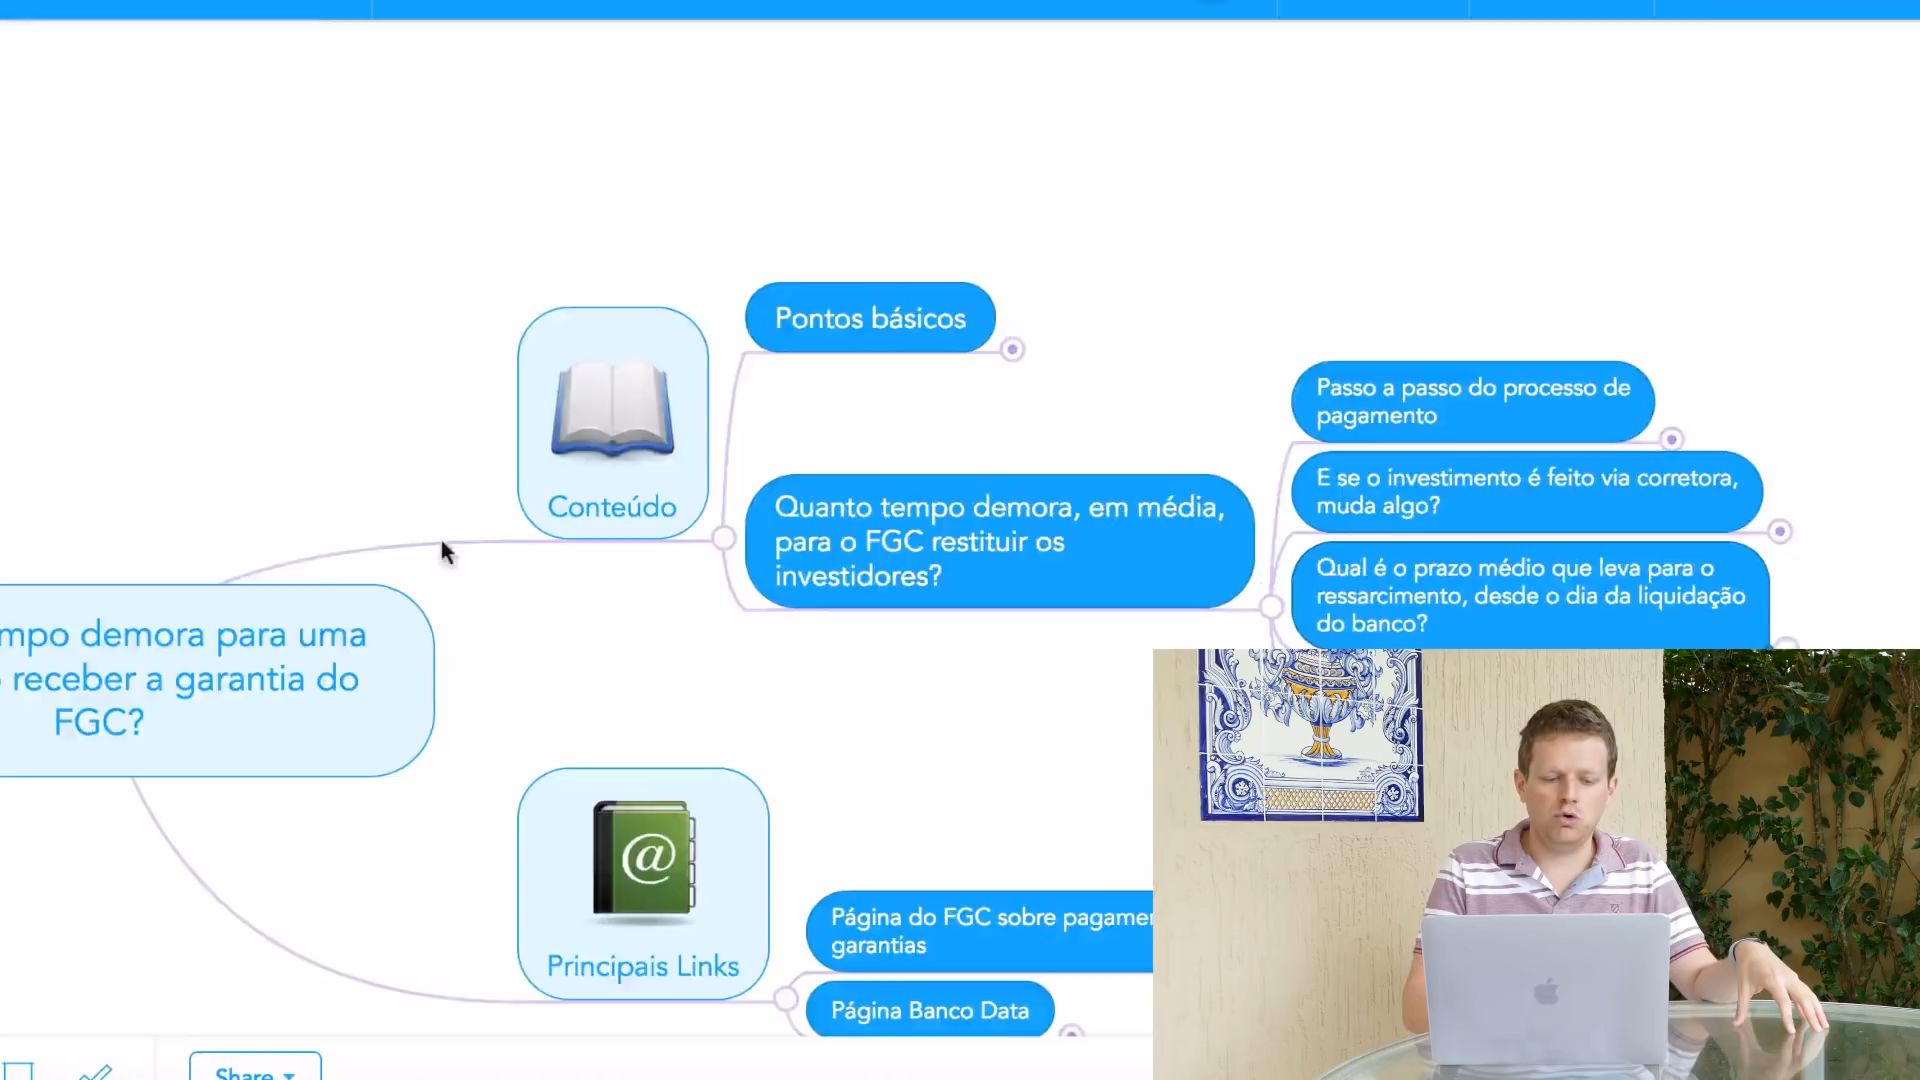 Pontos básicos
Passo a passo do processo de
pagamento
E se o investimento é feito via corretora,
muda algo?
Conteúdo
Quanto tempo demora, em média,
para o FGC restituir os
investidores?
Qual é o prazo médio que leva para o
ressarcimento, desde o dia da liquidação
do banco?
demora para uma
receber a garantia do
FGC?
Principais Links
Página do FGC sobre
garantias
Página Banco Data
Share